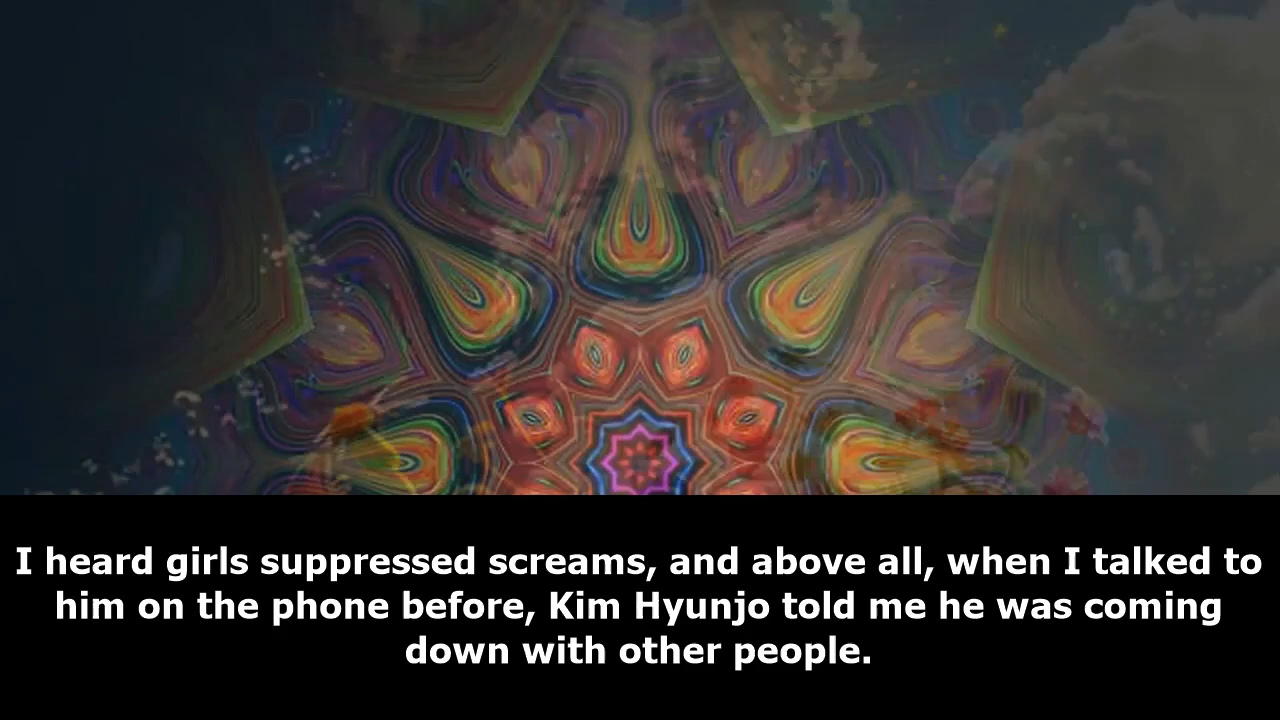 I heard girls suppressed screams, and above all, when I talked to
him on the phone before, Kim Hyunjo told me he was coming
down with other people.